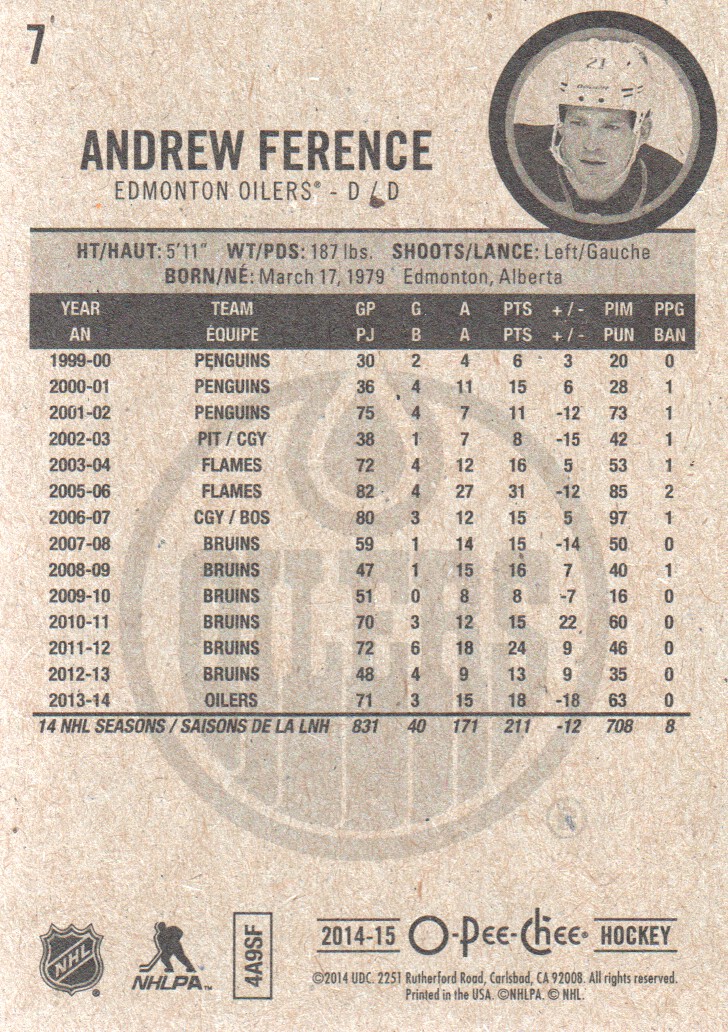 7
21
ANDREW FERENCE
EDMONTON OILERS® - D / D
HT/HAUT: 5'11" WT/PDS: 187 lbs. SHOOTS/LANCE: Left/Gauche
BORN/NÉ: March 17, 1979 Edmonton, Alberta
YEAR TEAM GP G A PTS + / - PIM PPG
AN ÉQUIPE PJ B A PTS + / - PUN BAN
1999-00 PENGUINS 30 2 4 6 3 20 0
2000-01 PENGUINS 36 4 11 15 6 28 1
2001-02 PENGUINS 75 4 7 11 -12 73 1
2002-03 PIT / CGY 38 1 7 8 -15 42 1
2003-04 FLAMES 72 4 12 16 5 53 1
2005-06 FLAMES 82 4 27 31 -12 85 2
2006-07 CGY / BOS 80 3 12 15 5 97 1
2007-08 BRUINS 59 1 14 15 -14 50 0
2008-09 BRUINS 47 1 15 16 7 40 1
2009-10 BRUINS 51 0 8 8 -7 16 0
2010-11 BRUINS 70 3 12 15 22 60 0
2011-12 BRUINS 72 6 18 24 9 46 0
2012-13 BRUINS 48 4 9 13 9 35 0
2013-14 OILERS 71 3 15 18 -18 63 0
14 NHL SEASONS / SAISONS DE LA LNH 831 40 171 211 -12 708 8
OILERS
®
NHL
NHLPA™
4A9SF
2014-15 O-Pee-Chee® HOCKEY
©2014 UDC. 2251 Rutherford Road, Carlsbad, CA 92008. All rights reserved.
Printed in the USA. ©NHLPA. © NHL.